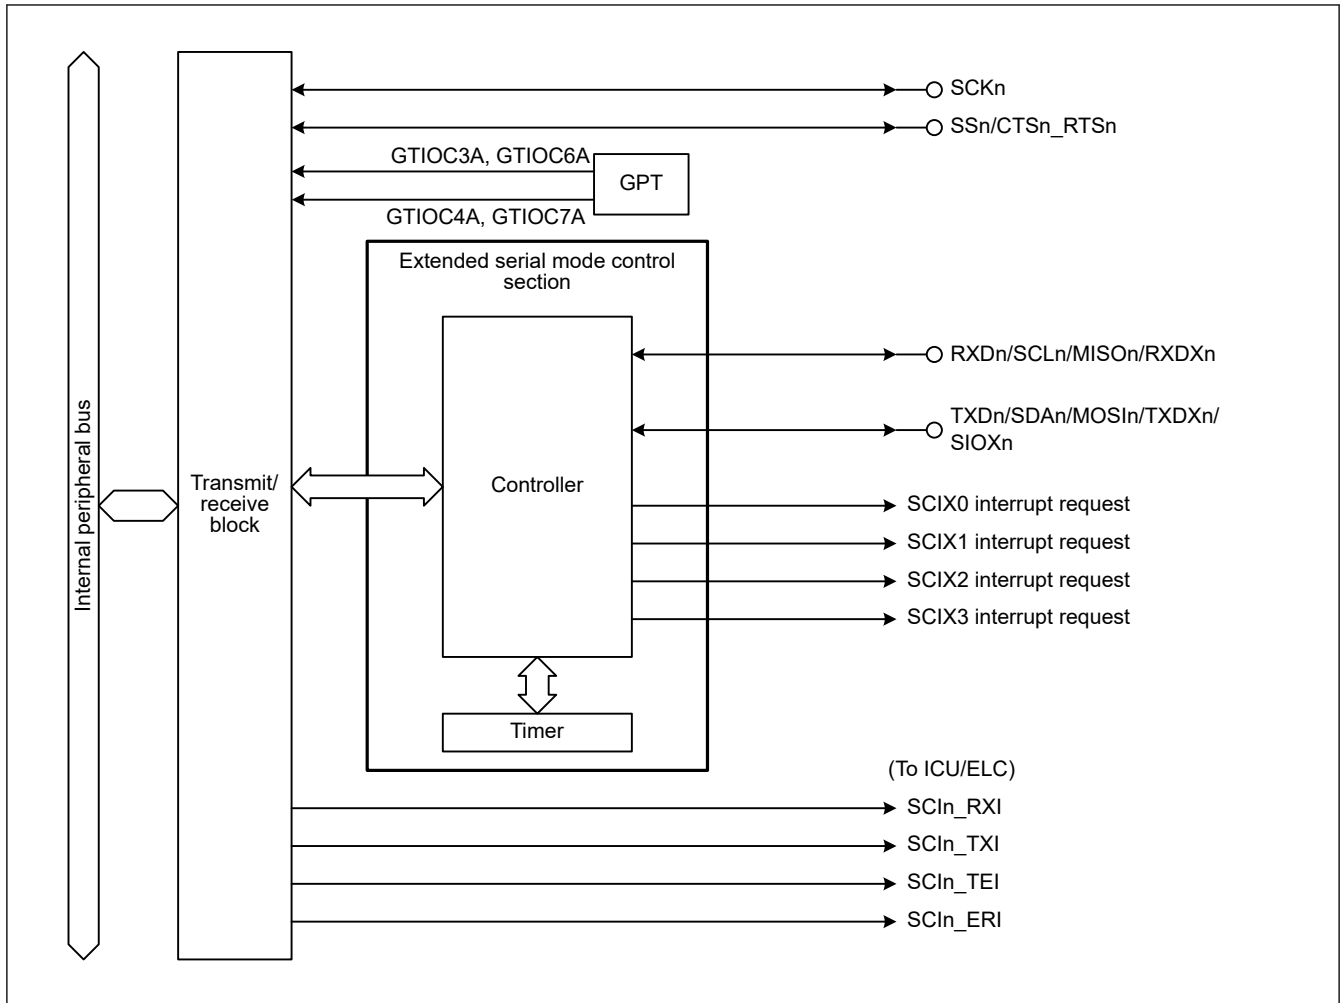 SCKn
SSn/CTSn_RTSn
GTIOC3A, GTIOC6A
GPT
GTIOC4A, GTIOC7A
Extended serial mode control
section
RXDn/SCLn/MISOn/RXDXn
TXDn/SDAn/MOSIn/TXDXn/
SIOXn
Internal peripheral bus
Transmit/
receive
block
Controller
SCIX0 interrupt request
SCIX1 interrupt request
SCIX2 interrupt request
SCIX3 interrupt request
Timer
(To ICU/ELC)
SCIn_RXI
SCIn_TXI
SCIn_TEI
SCIn_ERI